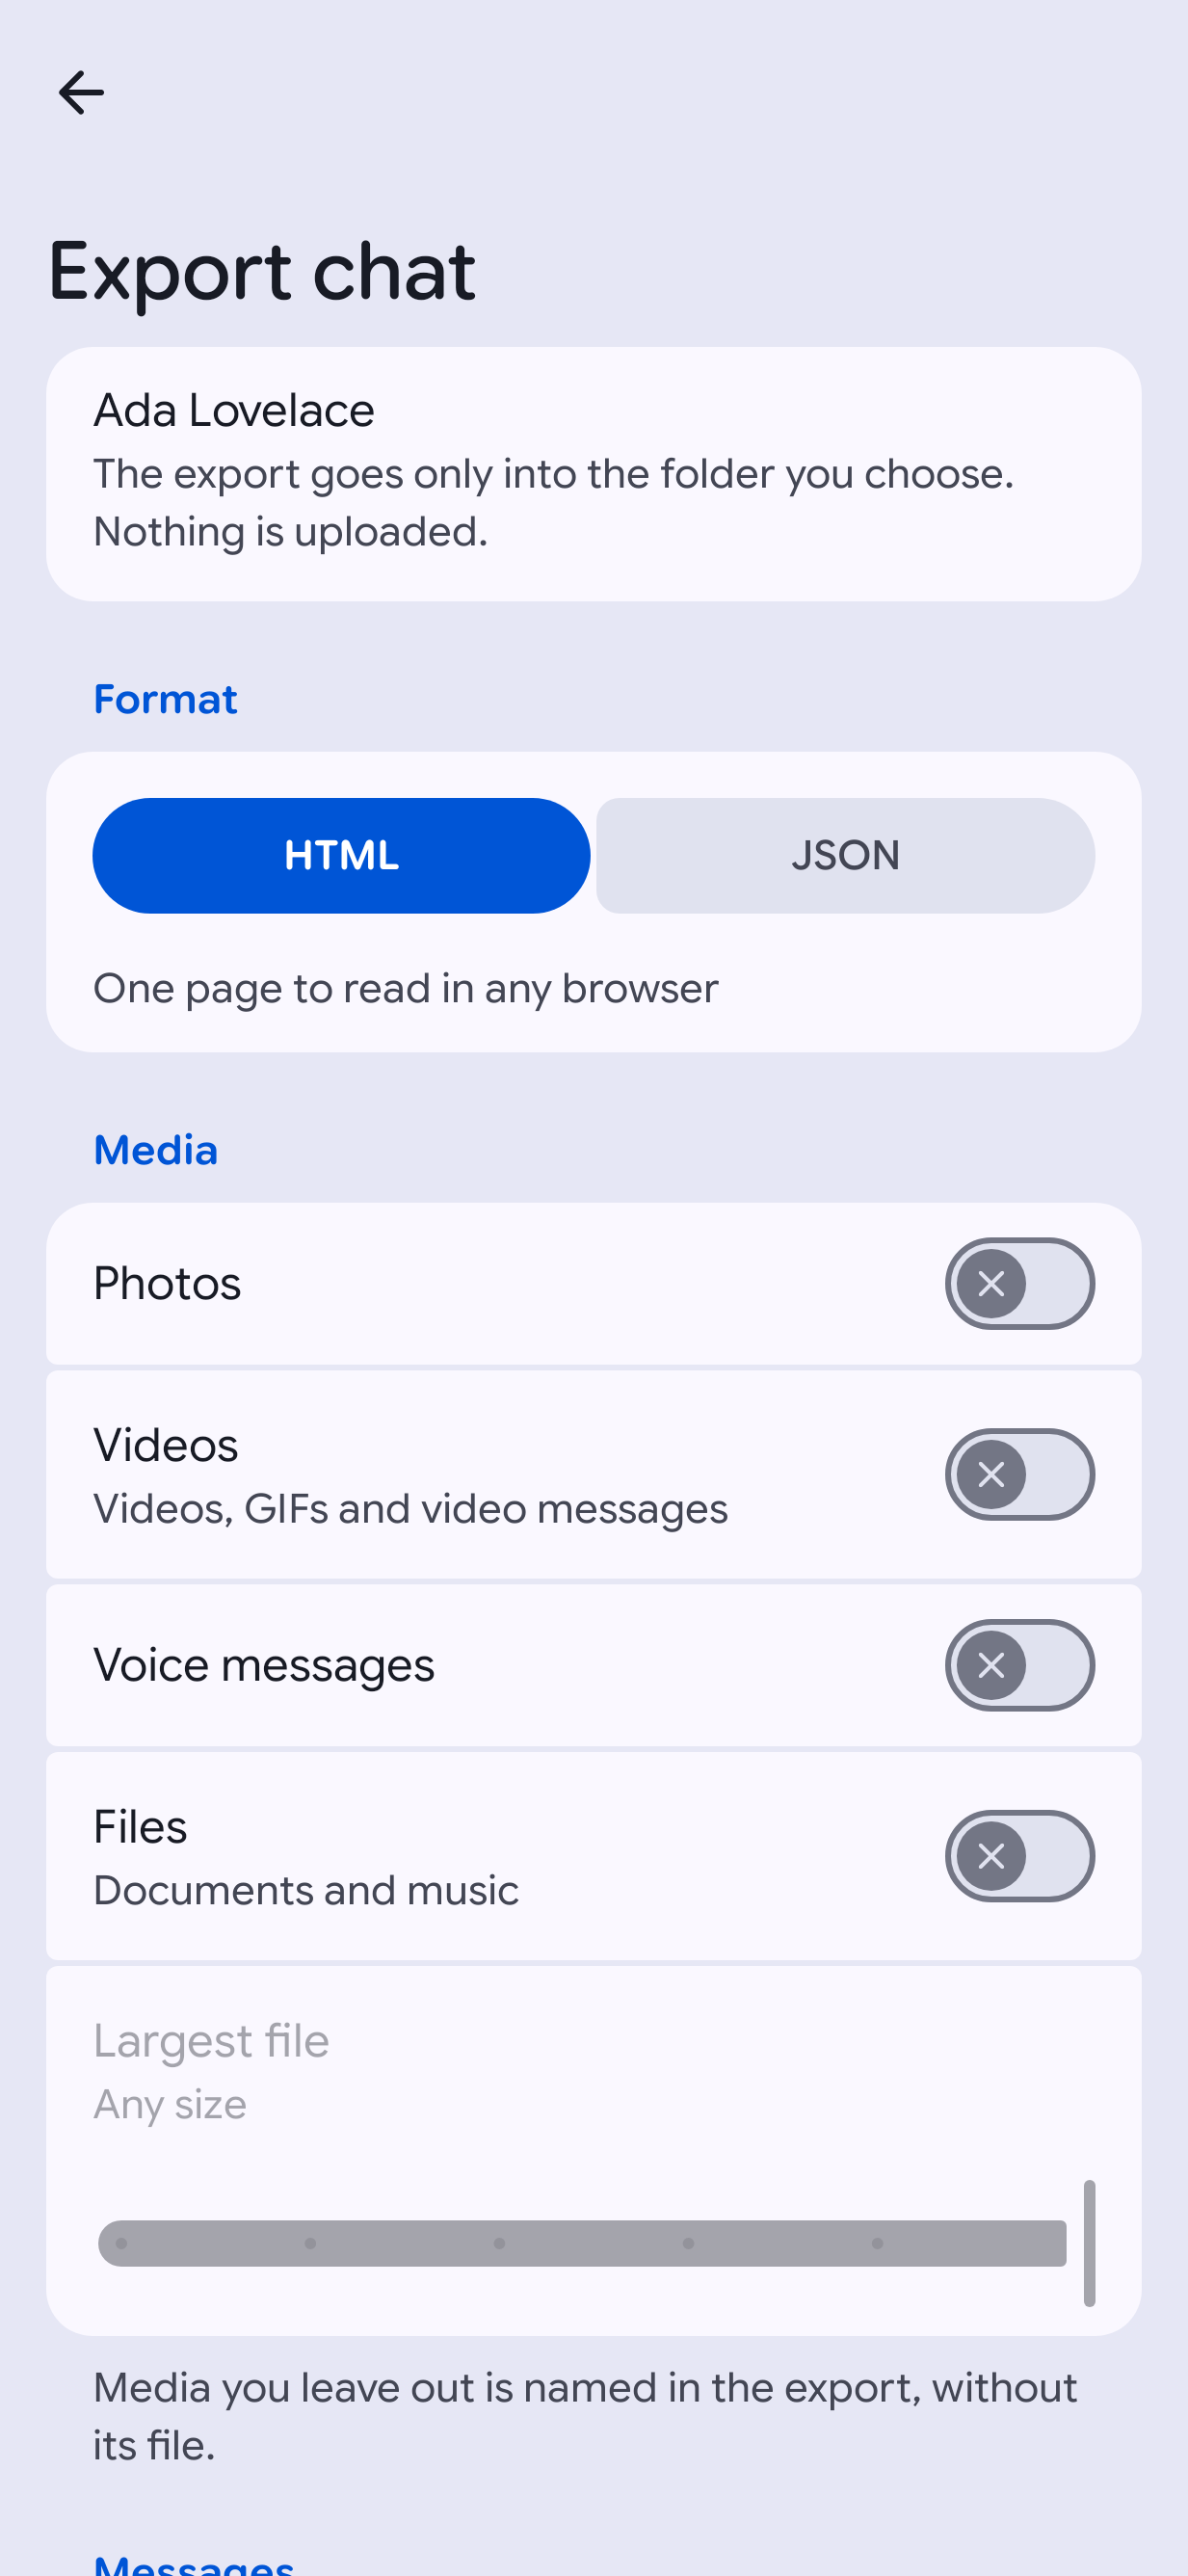 Export chat
Ada Lovelace
The export goes only into the folder you choose.
Nothing is uploaded.
Format
HTML
JSON
One page to read in any browser
Media
Photos
Videos
Videos, GIFs and video messages
Voice messages
Files
Documents and music
Largest file
Any size
Media you leave out is named in the export, without
its file.
Messages